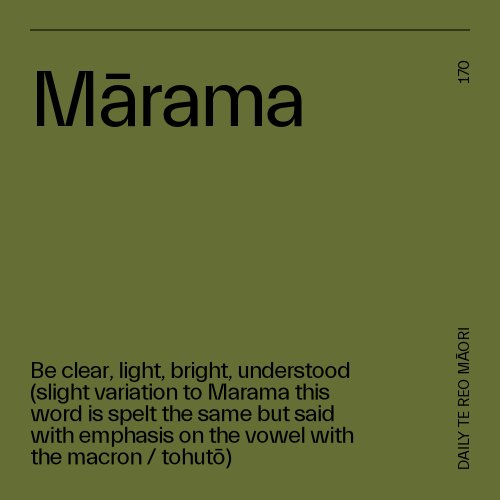 Mārama
170
Be clear, light, bright, understood
(slight variation to Marama this
word is spelt the same but said
with emphasis on the vowel with
the macron / tohutō)
DAILY TE REO MĀORI